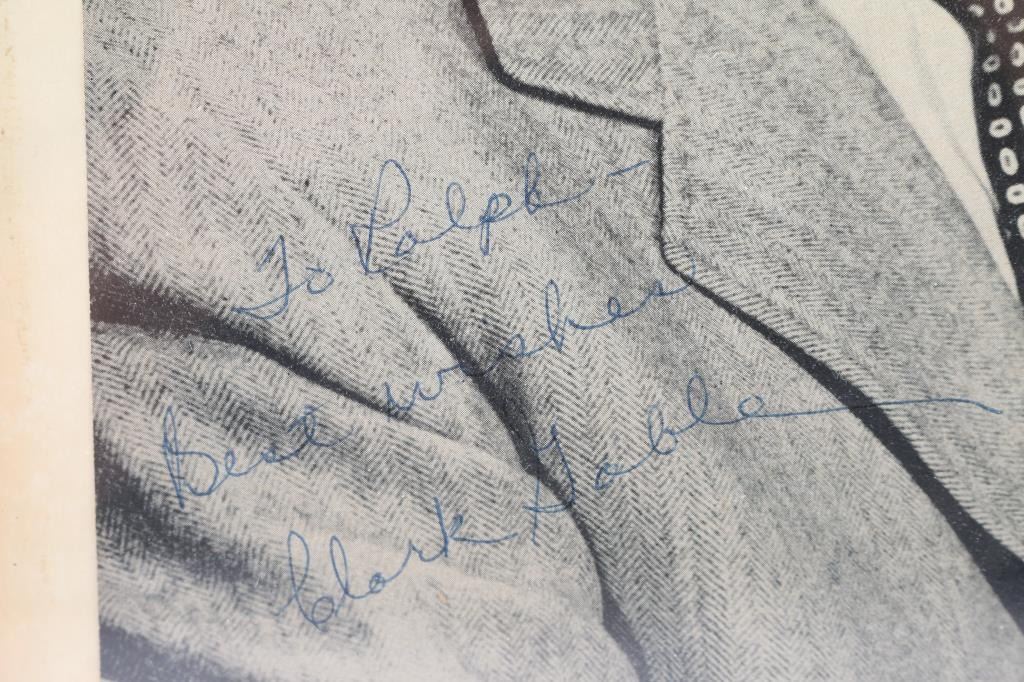 To Ralph -
Best wishes
Clark Gable